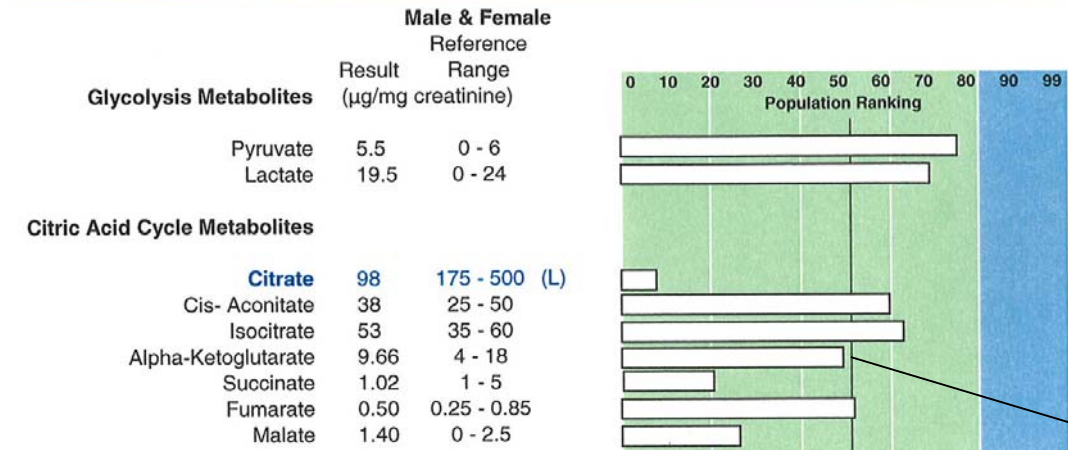 Male & Female
Reference
Result Range
Glycolysis Metabolites (µg/mg creatinine)
0 10 20 30 40 50 60 70 80 90 99
Population Ranking
Pyruvate 5.5 0 - 6
Lactate 19.5 0 - 24
Citric Acid Cycle Metabolites
Citrate 98 175 - 500 (L)
Cis- Aconitate 38 25 - 50
Isocitrate 53 35 - 60
Alpha-Ketoglutarate 9.66 4 - 18
Succinate 1.02 1 - 5
Fumarate 0.50 0.25 - 0.85
Malate 1.40 0 - 2.5